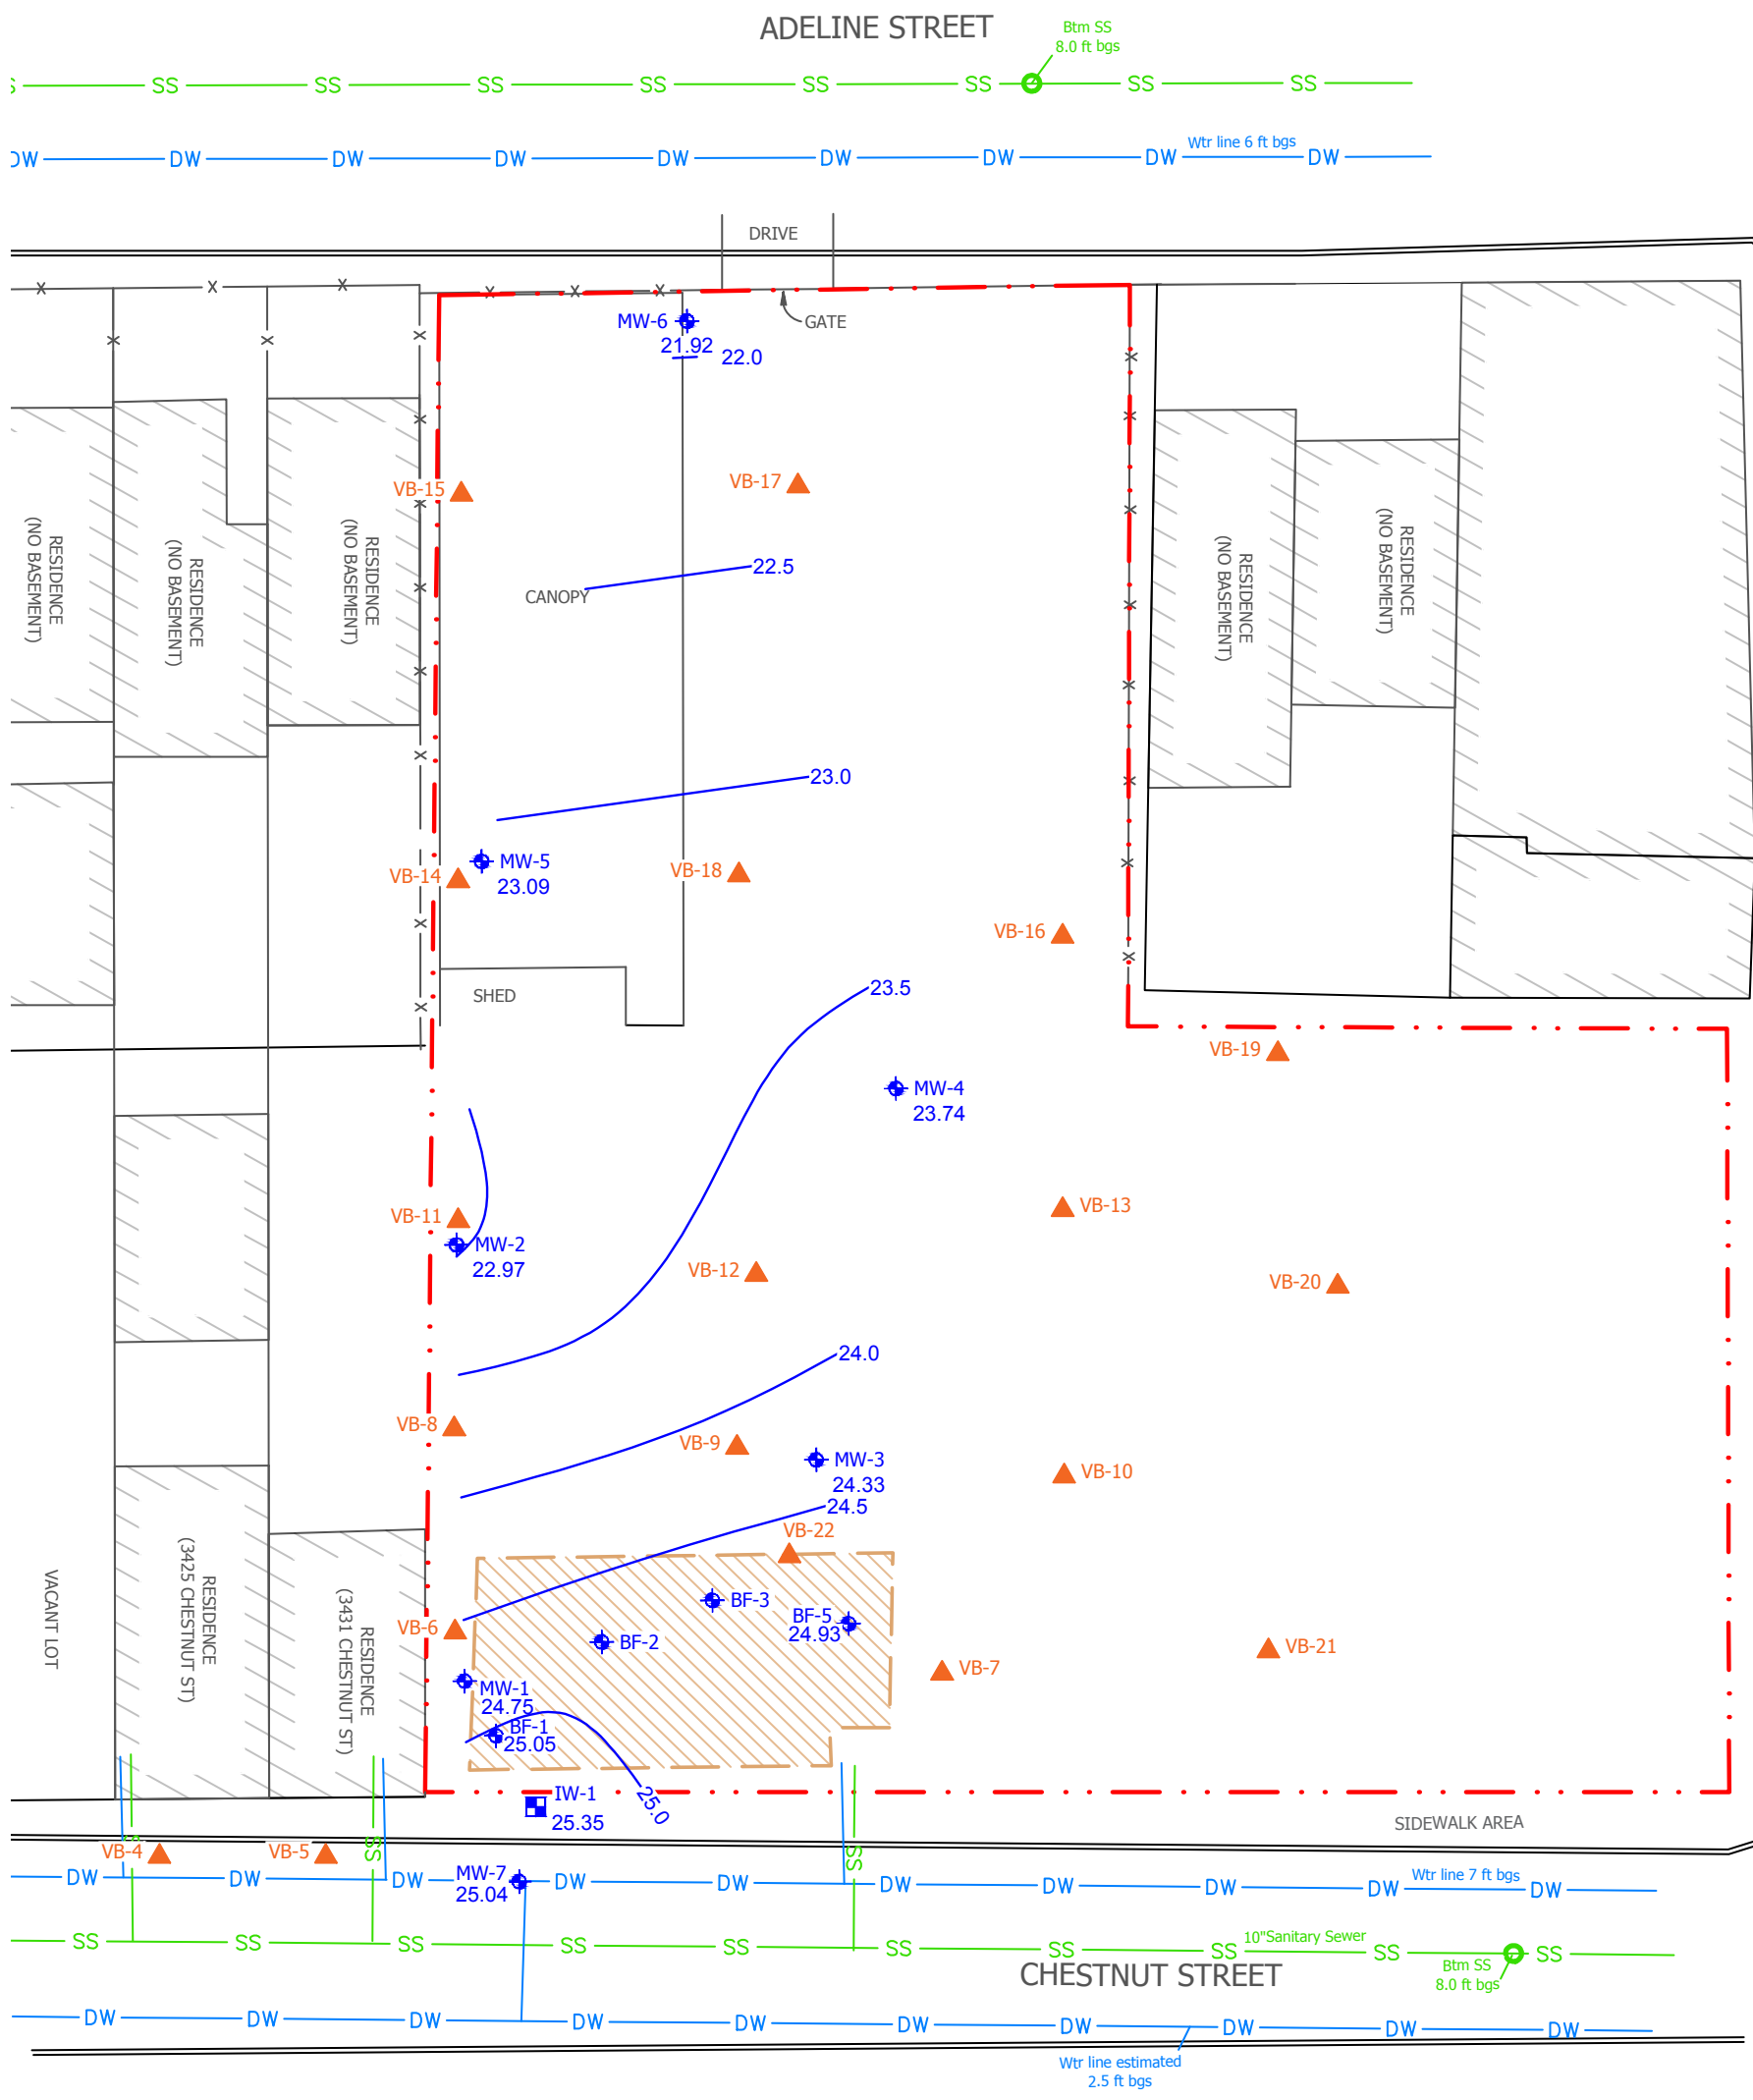 ADELINE STREET
Btm SS
8.0 ft bgs
S SS SS SS SS SS SS SS SS
Wtr line 6 ft bgs
DW DW DW DW DW DW DW DW DW
DRIVE
X X X X X X
GATE
MW-6
21.92
22.0
X X X X X X X X X X X X X X X X X X
VB-15
VB-17
22.5
CANOPY
RESIDENCE
(NO BASEMENT)
RESIDENCE
(NO BASEMENT)
RESIDENCE
(NO BASEMENT)
RESIDENCE
(NO BASEMENT)
RESIDENCE
(NO BASEMENT)
23.0
MW-5
23.09
VB-14
VB-18
VB-16
SHED
23.5
VB-19
MW-4
23.74
VB-11
VB-13
MW-2
22.97
VB-12
VB-20
24.0
VB-8
VB-9
MW-3
24.33
VB-10
24.5
VB-22
VACANT LOT
RESIDENCE
(3425 CHESTNUT ST)
RESIDENCE
(3431 CHESTNUT ST)
BF-3
BF-5
24.93
VB-6
BF-2
VB-21
VB-7
MW-1
24.75
BF-1
25.05
IW-1
25.35
25.0
SIDEWALK AREA
VB-4
SS
VB-5
SS
SS
MW-7
25.04
Wtr line 7 ft bgs
DW DW DW DW DW DW DW DW DW DW
10"Sanitary Sewer
SS SS SS SS SS SS SS SS SS SS
CHESTNUT STREET
Btm SS
8.0 ft bgs
DW DW DW DW DW DW DW DW DW DW
Wtr line estimated
2.5 ft bgs